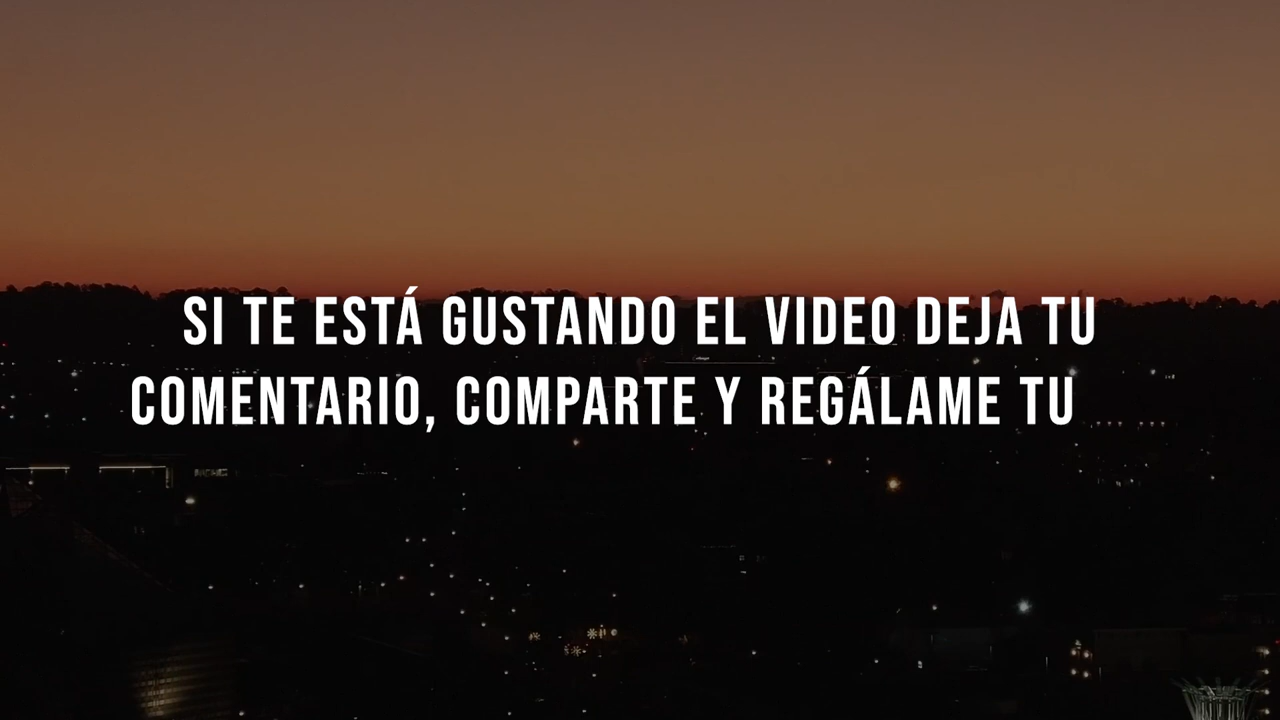 SI TE ESTÁ GUSTANDO EL VIDEO DEJA TU
COMENTARIO, COMPARTE Y REGÁLAME TU